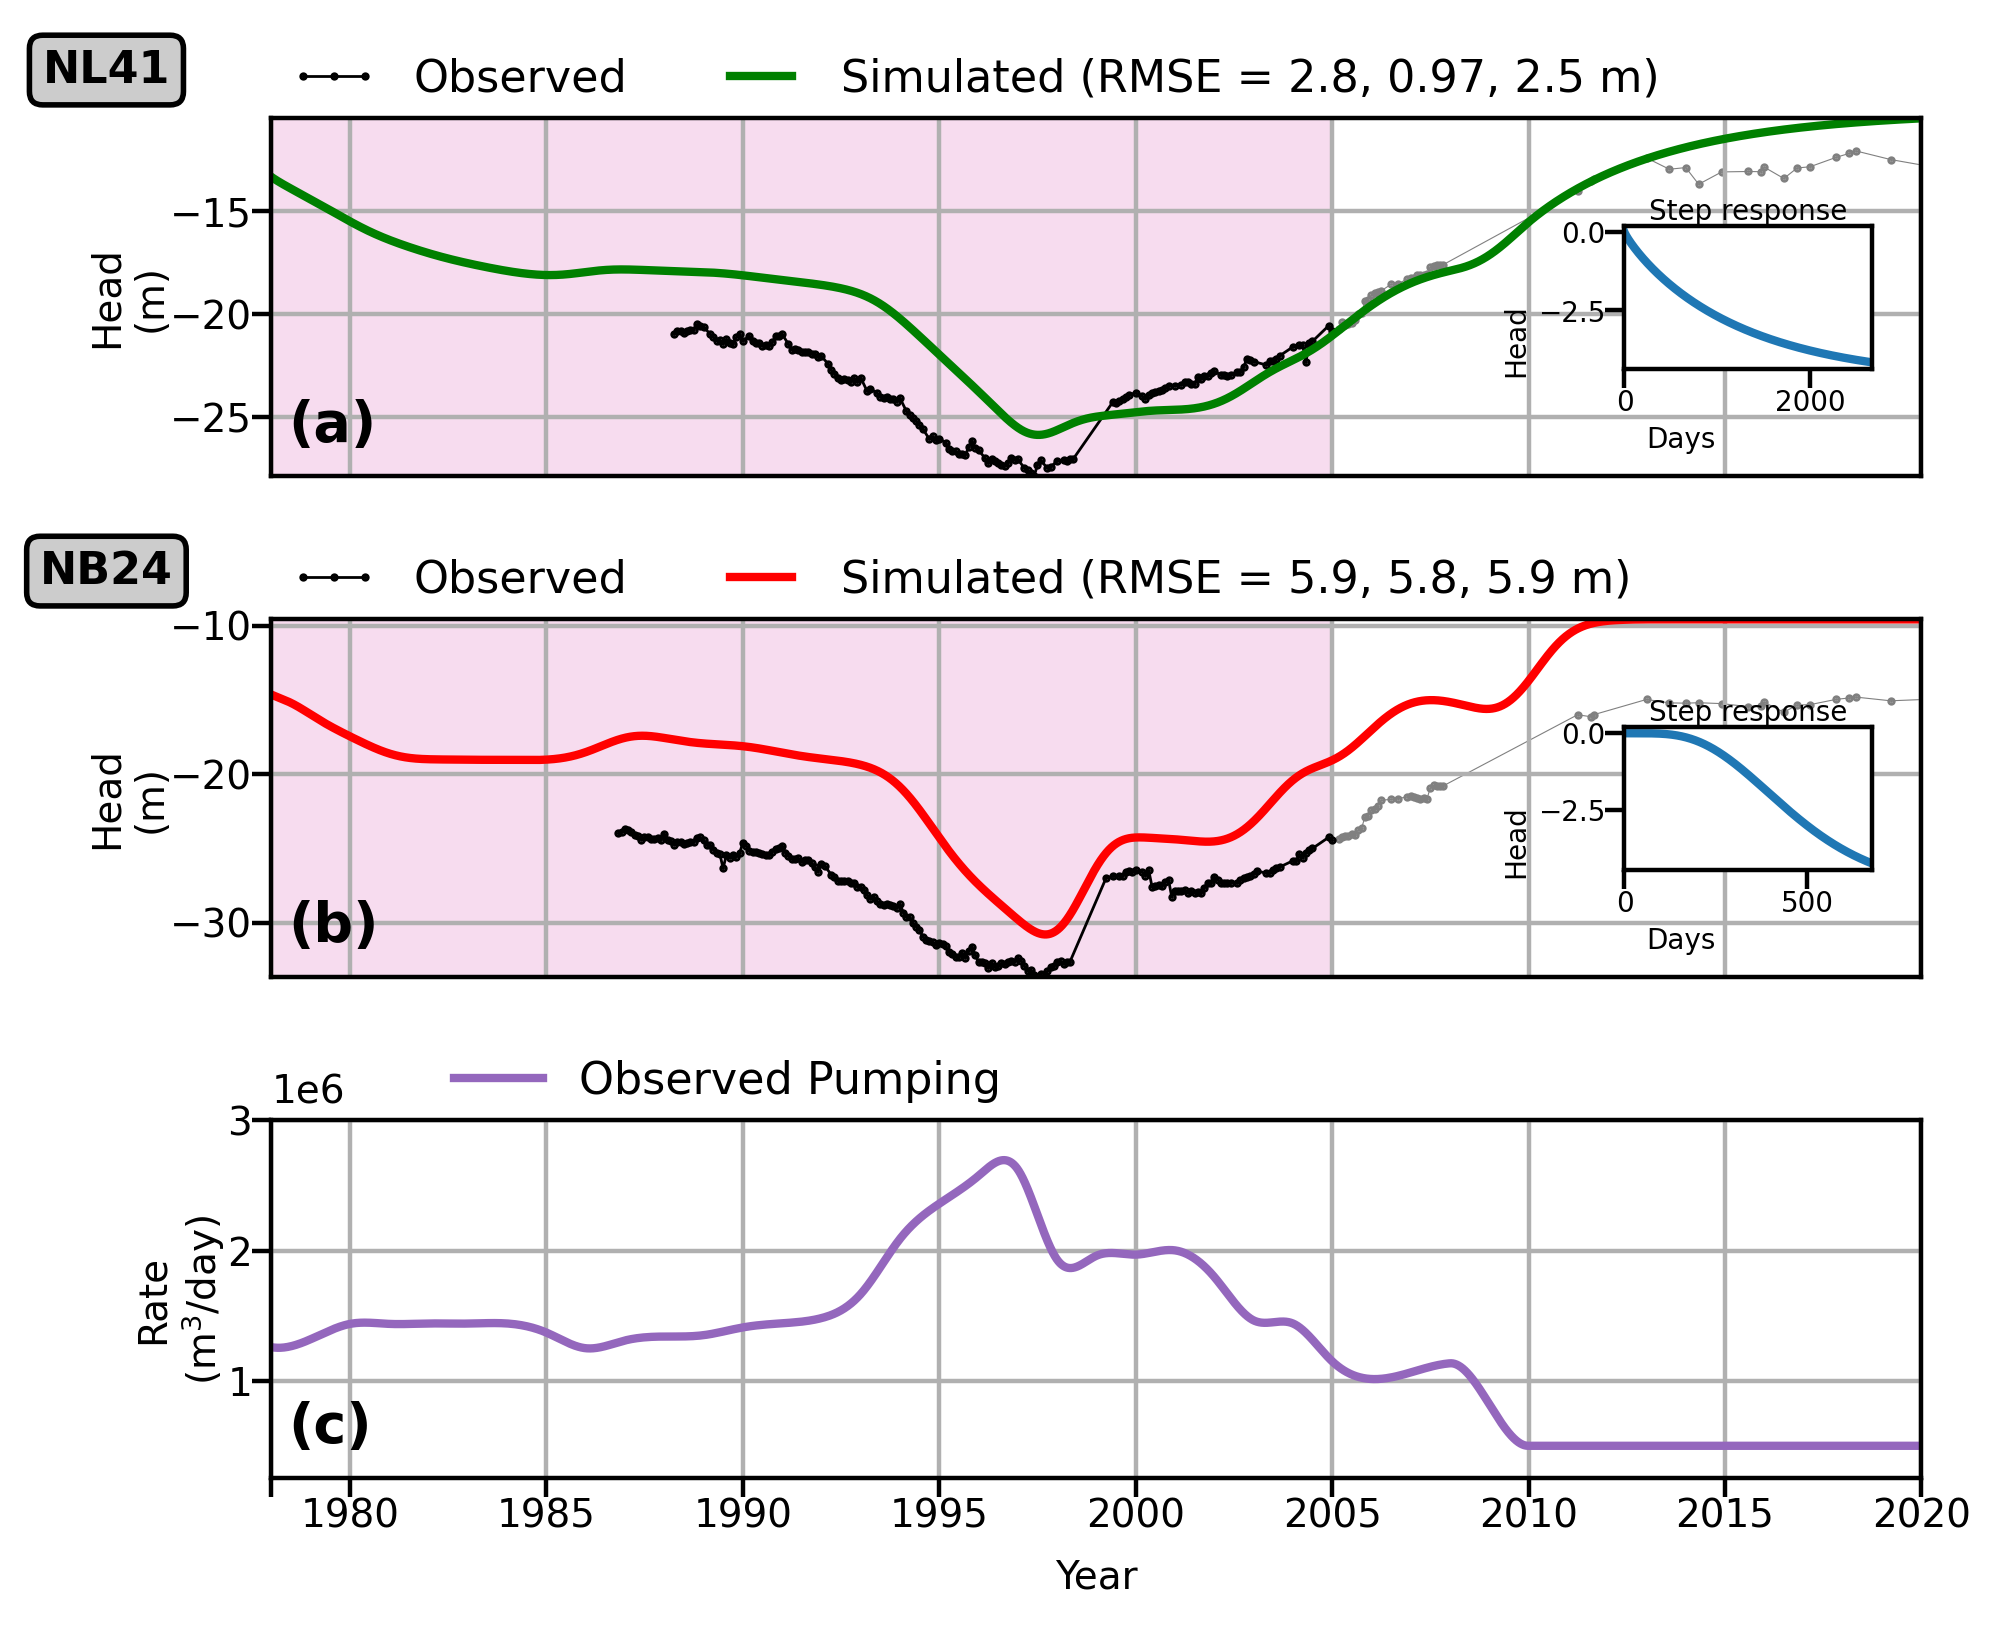 NL41
Observed
Simulated (RMSE = 2.8, 0.97, 2.5 m)
Head
(m)
−15
−20
−25
(a)
Step response
0.0
−2.5
Head
0
2000
Days
NB24
Observed
Simulated (RMSE = 5.9, 5.8, 5.9 m)
Head
(m)
−10
−20
−30
(b)
Step response
0.0
−2.5
Head
0
500
Days
1e6
Observed Pumping
Rate
(m³/day)
3
2
1
(c)
1980
1985
1990
1995
2000
2005
2010
2015
2020
Year